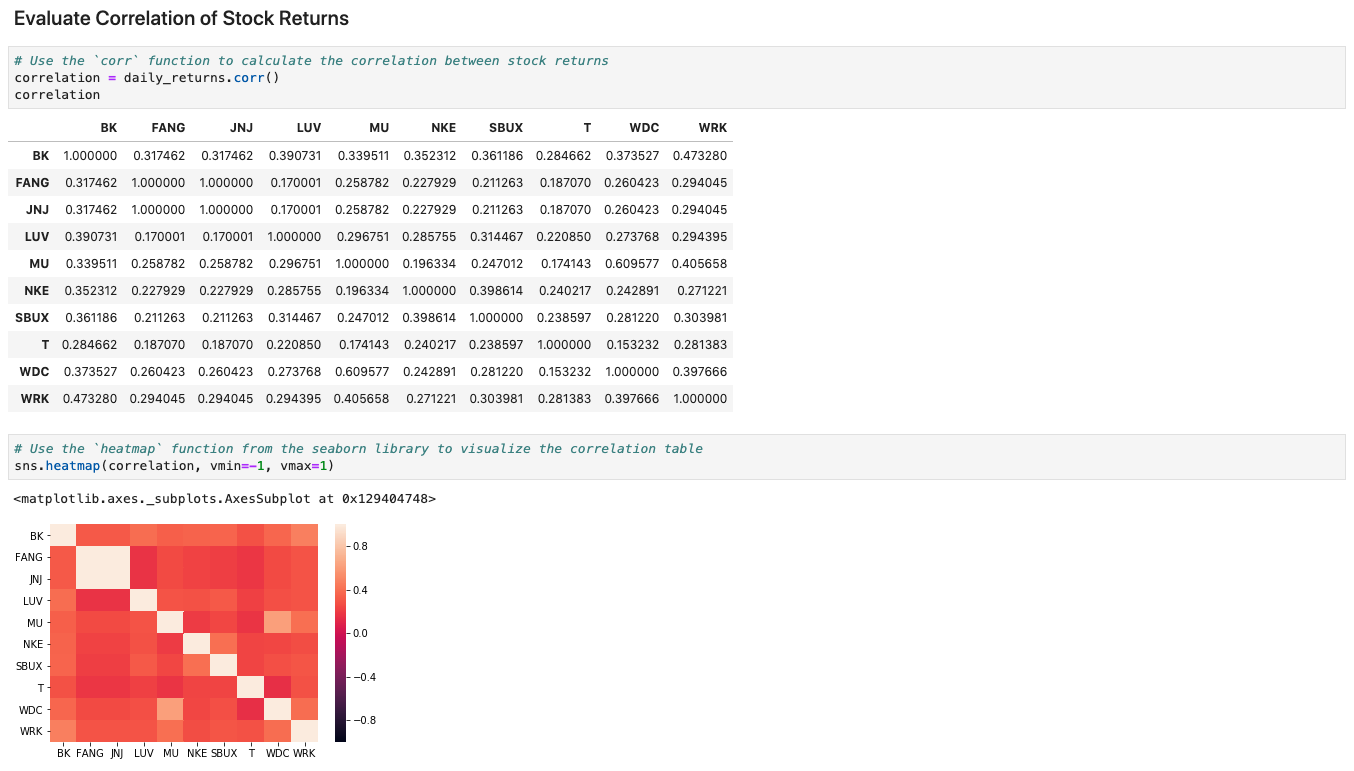 Evaluate Correlation of Stock Returns
# Use the `corr` function to calculate the correlation between stock returns
correlation = daily_returns.corr()
correlation
BK FANG JNJ LUV MU NKE SBUX T WDC WRK
BK 1.000000 0.317462 0.317462 0.390731 0.339511 0.352312 0.361186 0.284662 0.373527 0.473280
FANG 0.317462 1.000000 1.000000 0.170001 0.258782 0.227929 0.211263 0.187070 0.260423 0.294045
JNJ 0.317462 1.000000 1.000000 0.170001 0.258782 0.227929 0.211263 0.187070 0.260423 0.294045
LUV 0.390731 0.170001 0.170001 1.000000 0.296751 0.285755 0.314467 0.220850 0.273768 0.294395
MU 0.339511 0.258782 0.258782 0.296751 1.000000 0.196334 0.247012 0.174143 0.609577 0.405658
NKE 0.352312 0.227929 0.227929 0.285755 0.196334 1.000000 0.398614 0.240217 0.242891 0.271221
SBUX 0.361186 0.211263 0.211263 0.314467 0.247012 0.398614 1.000000 0.238597 0.281220 0.303981
T 0.284662 0.187070 0.187070 0.220850 0.174143 0.240217 0.238597 1.000000 0.153232 0.281383
WDC 0.373527 0.260423 0.260423 0.273768 0.609577 0.242891 0.281220 0.153232 1.000000 0.397666
WRK 0.473280 0.294045 0.294045 0.294395 0.405658 0.271221 0.303981 0.281383 0.397666 1.000000
# Use the `heatmap` function from the seaborn library to visualize the correlation table
sns.heatmap(correlation, vmin=-1, vmax=1)
<matplotlib.axes._subplots.AxesSubplot at 0x129404748>
BK
FANG
JNJ
LUV
MU
NKE
SBUX
T
WDC
WRK
BK FANG JNJ LUV MU NKE SBUX T WDC WRK
0.8
0.4
0.0
−0.4
−0.8